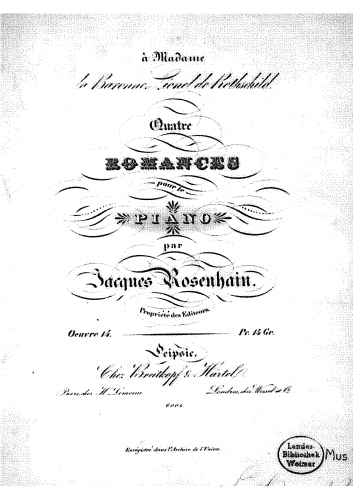 à Madame
la Baronne Lionel de Rothschild.
Quatre
ROMANCES
pour le
PIANO
par
Jacques Rosenhain.
Propriété des Editeurs.
Oeuvre 14. Pr. 14 Gr.
Leipsic,
Chez Breitkopf & Härtel.
Paris, chez H. Lemoine Londres, chez Wessel et Cº
6004
Enregistré dans l'Archive de l'Union.
Landes-
Bibliothek
Weimar
Mus